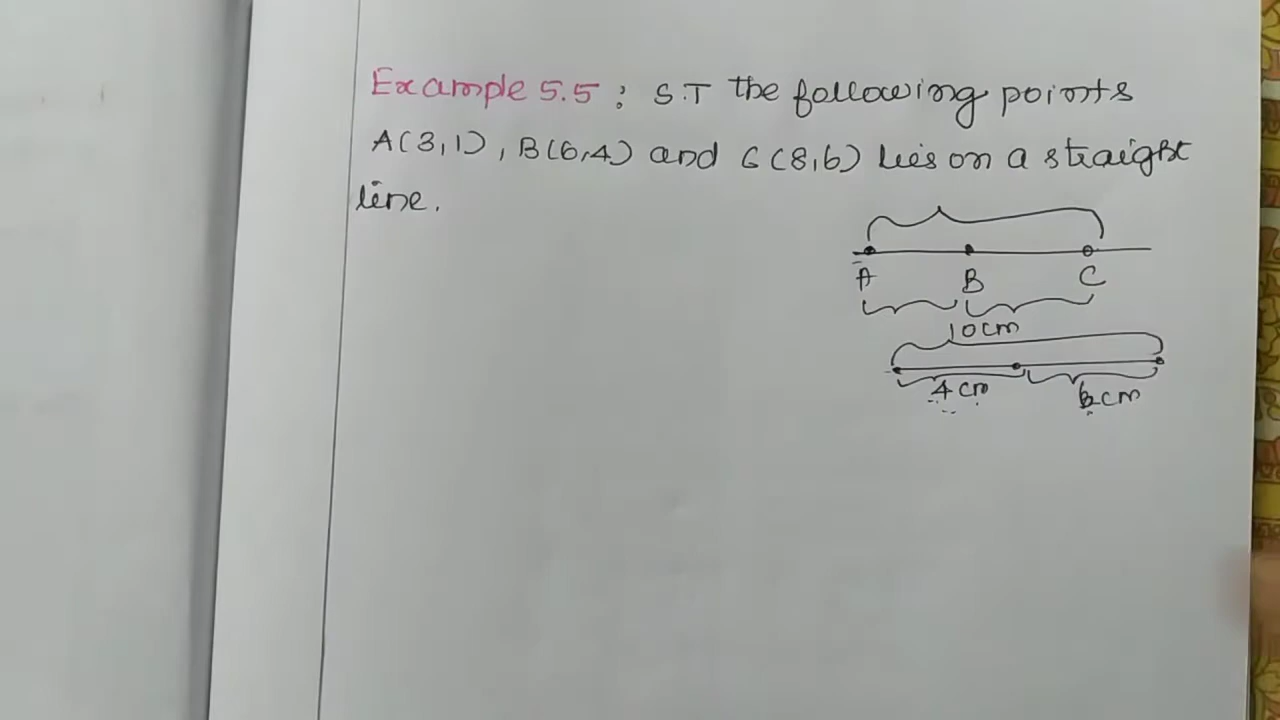 Example 5.5 : S.T the following points
A(3,1), B(6,4) and C(8,6) lies on a straight
line.
A B C
10cm
4cm 6cm